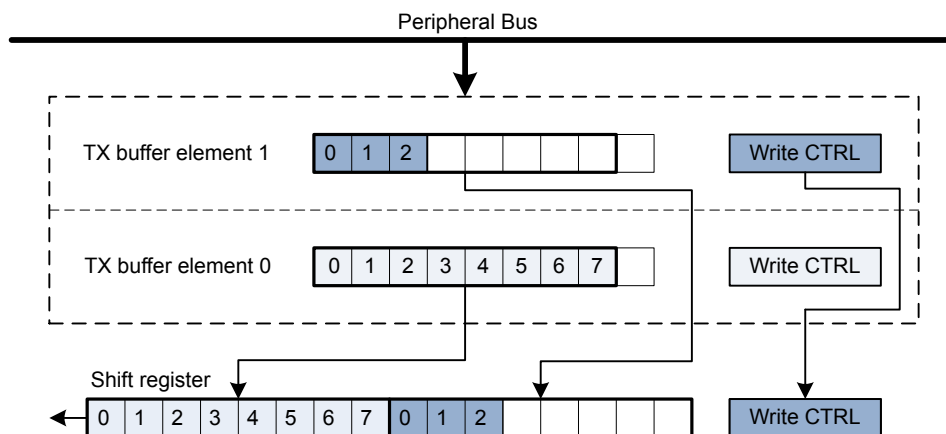 Peripheral Bus
TX buffer element 1
0 1 2
Write CTRL
TX buffer element 0
0 1 2 3 4 5 6 7
Write CTRL
Shift register
0 1 2 3 4 5 6 7 0 1 2
Write CTRL